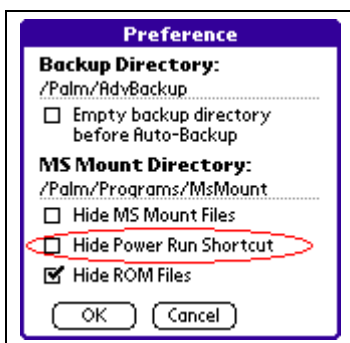 Preference
Backup Directory:
/Palm/AdvBackup
Empty backup directory
before Auto-Backup
MS Mount Directory:
/Palm/Programs/MsMount
Hide MS Mount Files
Hide Power Run Shortcut
Hide ROM Files
OK Cancel